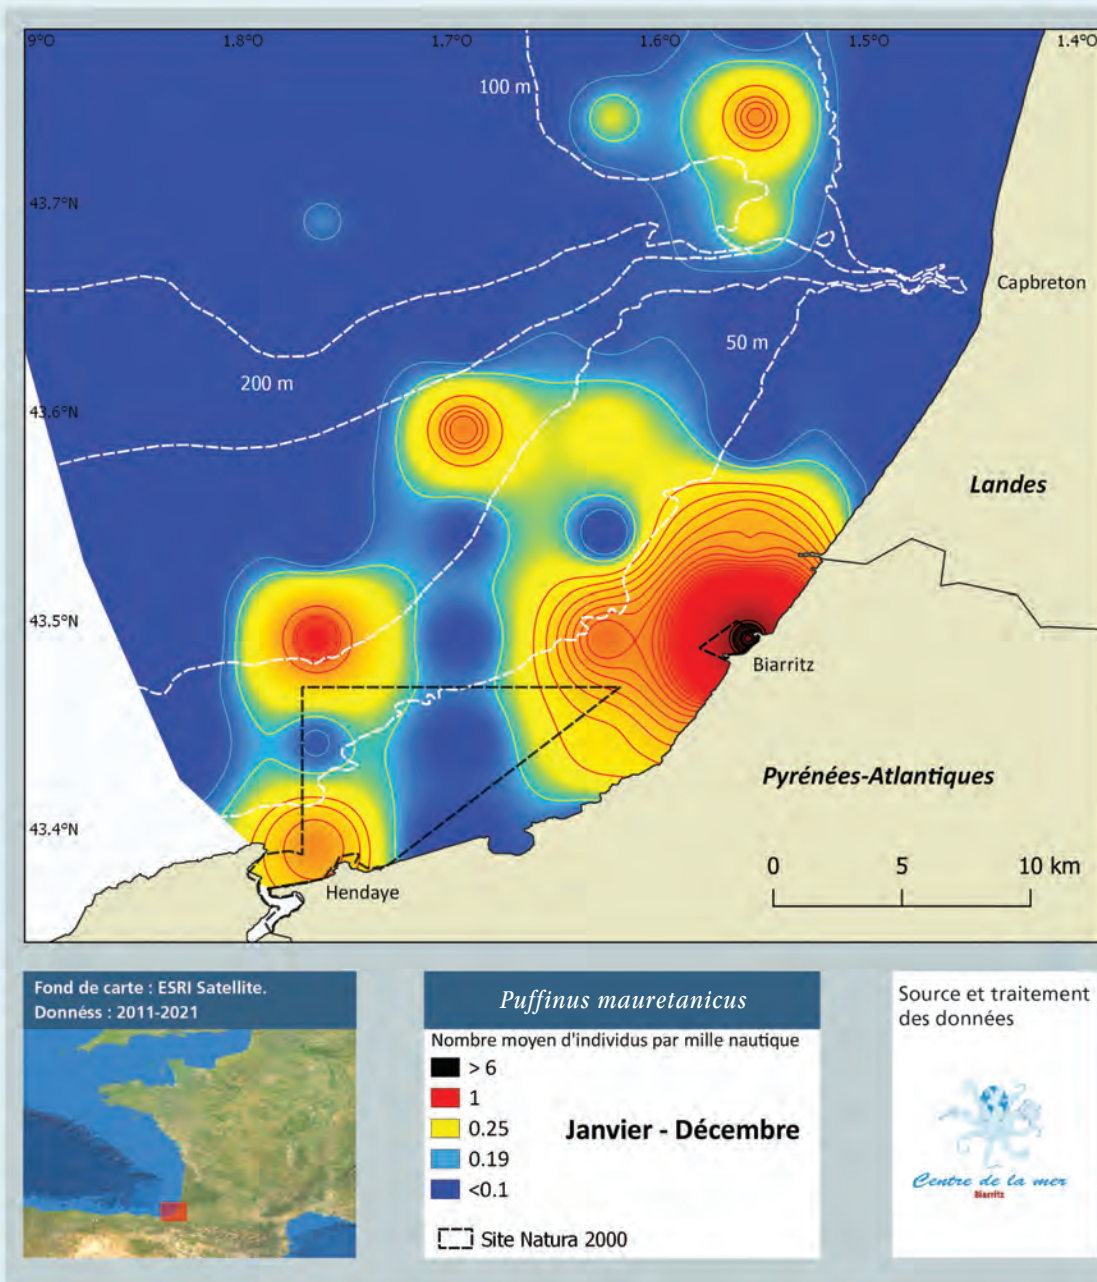 9°O 1.8°O 1.7°O 1.6°O 1.5°O 1.4°O
100 m
43.7°N
Capbreton
50 m
200 m
43.6°N
Landes
43.5°N
Biarritz
Pyrénées-Atlantiques
43.4°N
0 5 10 km
Hendaye
Fond de carte : ESRI Satellite.
Donnéss : 2011-2021
Puffinus mauretanicus
Nombre moyen d'individus par mille nautique
> 6
1
0.25
0.19
<0.1
Janvier - Décembre
Site Natura 2000
Source et traitement
des données
Centre de la mer
Biarritz